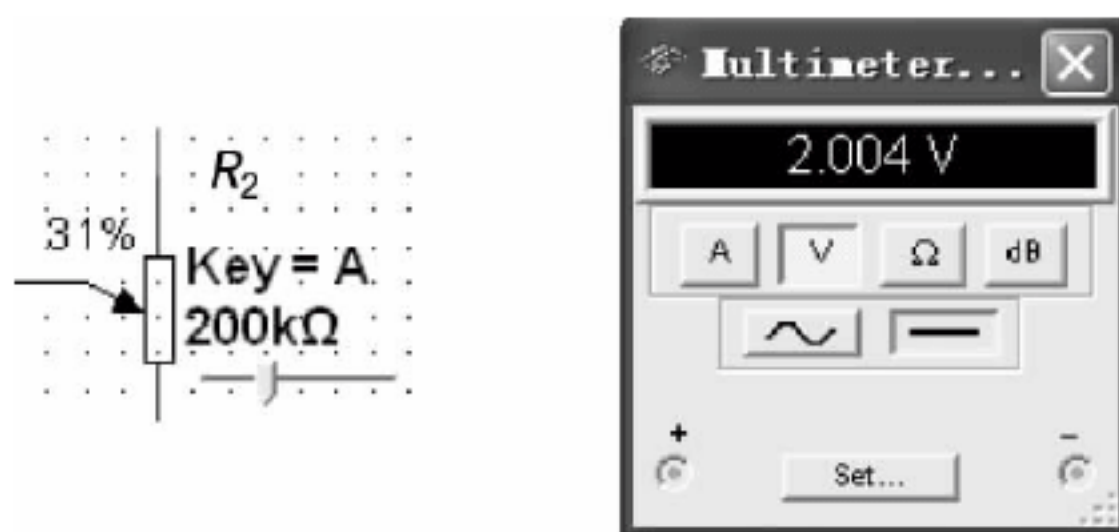 R₂
31%
Key = A
200kΩ
Multimeter...
2.004 V
A V Ω dB
+ −
Set...